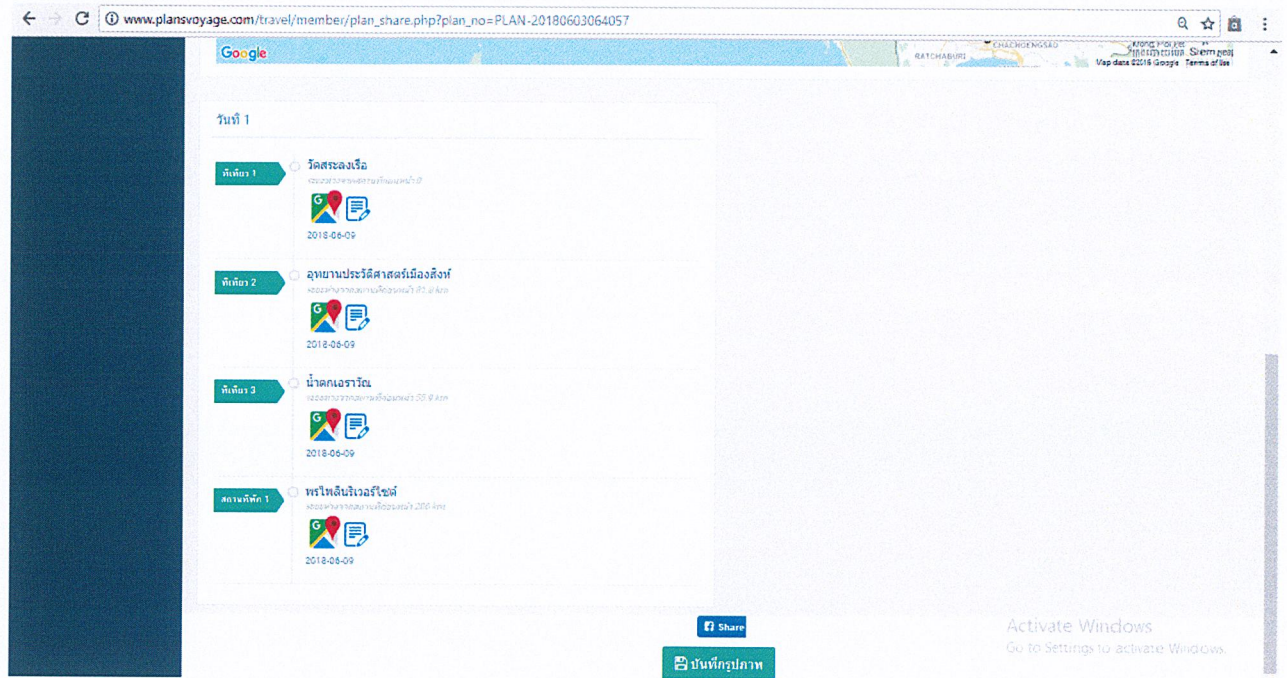 www.plansvoyage.com/travel/member/plan_share.php?plan_no=PLAN-20180603064057
Google
RATCHABURI
CHACHOENGSAO
Siem Reap
Map data ©2018 Google Terms of Use
วันที่ 1
ที่เที่ยว 1
วัดสระลงเรือ
2018-06-09
ที่เที่ยว 2
อุทยานประวัติศาสตร์เมืองสิงห์
2018-06-09
ที่เที่ยว 3
น้ำตกเอราวัณ
2018-06-09
สถานที่พัก 1
พรไพลินริเวอร์ไซด์
2018-06-09
Share
บันทึกรูปภาพ
Activate Windows
Go to Settings to activate Windows.